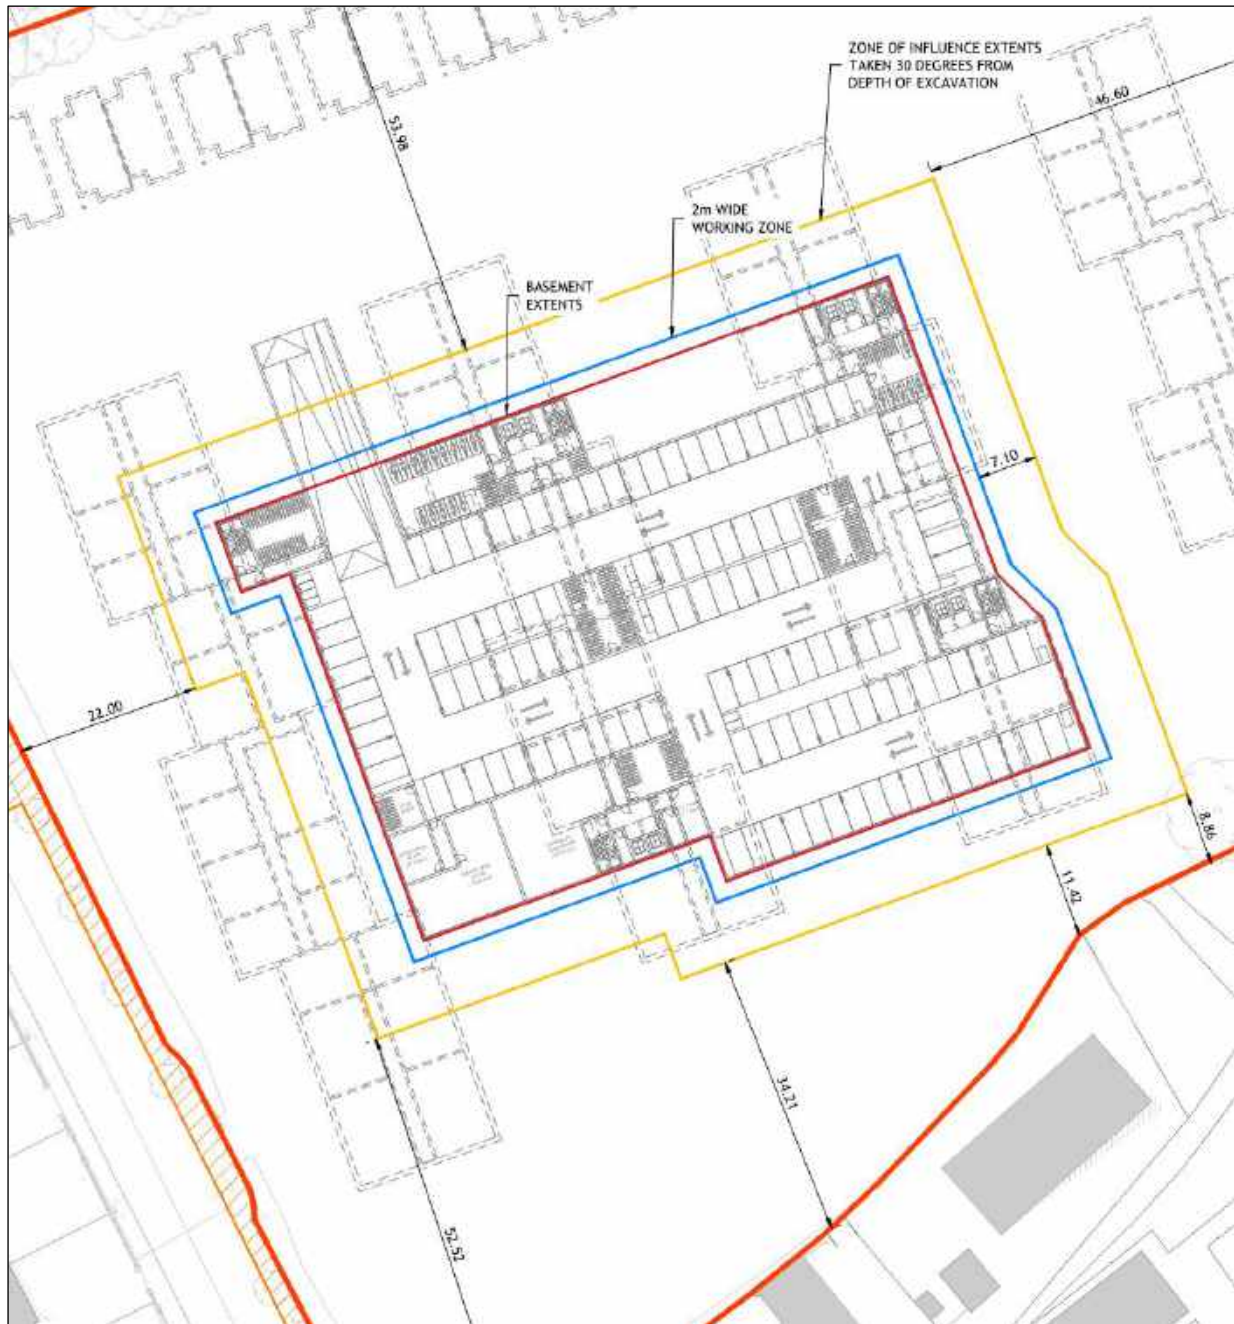 ZONE OF INFLUENCE EXTENTS
TAKEN 30 DEGREES FROM
DEPTH OF EXCAVATION
46.60
53.98
2m WIDE
WORKING ZONE
BASEMENT
EXTENTS
7.10
22.00
8.86
11.42
34.21
52.52